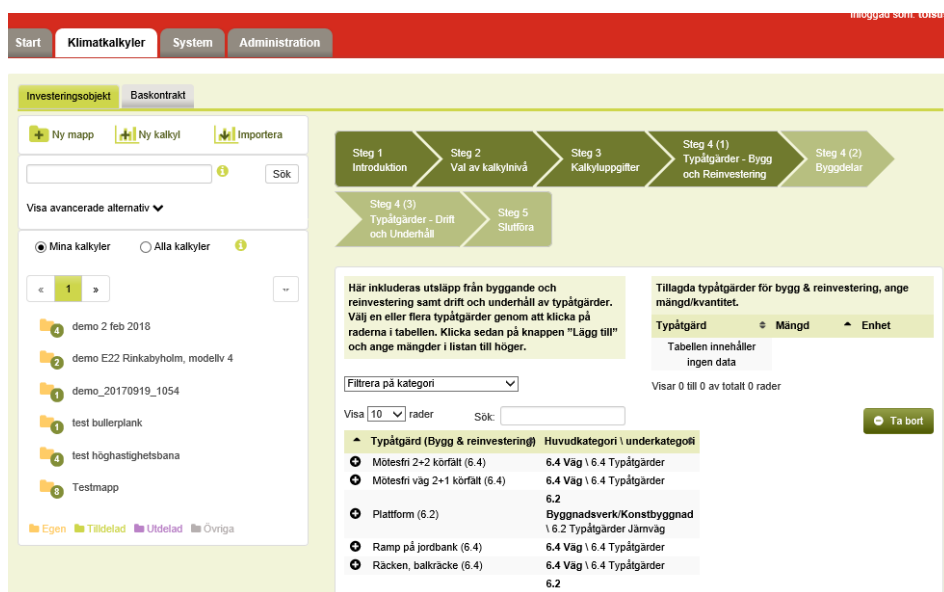 Inloggad som:
Start Klimatkalkyler System Administration
Investeringsobjekt Baskontrakt
Ny mapp Ny kalkyl Importera
Sök
Visa avancerade alternativ
Mina kalkyler Alla kalkyler
« 1 »
4 demo 2 feb 2018
2 demo E22 Rinkabyholm, modellv 4
1 demo_20170919_1054
1 test bullerplank
4 test höghastighetsbana
8 Testmapp
Egen Tilldelad Utdelad Övriga
Steg 1
Introduktion
Steg 2
Val av kalkylnivå
Steg 3
Kalkyluppgifter
Steg 4 (1)
Typåtgärder - Bygg
och Reinvestering
Steg 4 (2)
Byggdelar
Steg 4 (3)
Typåtgärder - Drift
och Underhåll
Steg 5
Slutföra
Här inkluderas utsläpp från byggande och
reinvestering samt drift och underhåll av typåtgärder.
Välj en eller flera typåtgärder genom att klicka på
raderna i tabellen. Klicka sedan på knappen ”Lägg till”
och ange mängder i listan till höger.
Filtrera på kategori
Visa 10 rader Sök:
Typåtgärd (Bygg & reinvestering) Huvudkategori \ underkategori
Mötesfri 2+2 körfält (6.4) 6.4 Väg \ 6.4 Typåtgärder
Mötesfri väg 2+1 körfält (6.4) 6.4 Väg \ 6.4 Typåtgärder
6.2
Plattform (6.2) Byggnadsverk/Konstbyggnad
\ 6.2 Typåtgärder Järnväg
Ramp på jordbank (6.4) 6.4 Väg \ 6.4 Typåtgärder
Räcken, balkräcke (6.4) 6.4 Väg \ 6.4 Typåtgärder
6.2
Tillagda typåtgärder för bygg & reinvestering, ange
mängd/kvantitet.
Typåtgärd Mängd Enhet
Tabellen innehåller
ingen data
Visar 0 till 0 av totalt 0 rader
Ta bort